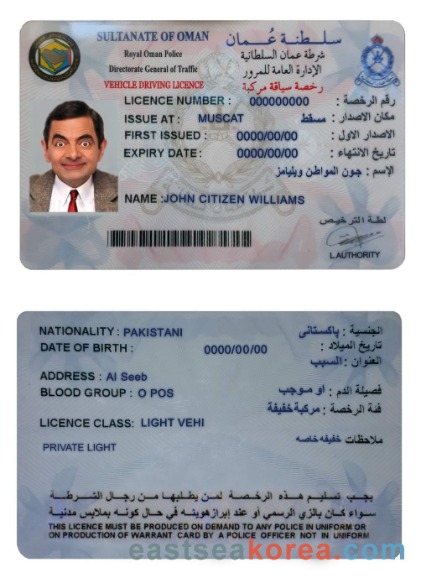 SULTANATE OF OMAN سلطنة عُمان
Royal Oman Police شرطة عمان السلطانية
Directorate General of Traffic الإدارة العامة للمرور
VEHICLE DRIVING LICENCE رخصة سياقة مركبة
LICENCE NUMBER : 000000000 رقم الرخصة :
ISSUE AT : MUSCAT مسقط مكان الاصدار :
FIRST ISSUED : 0000/00/00 الاصدار الاول :
EXPIRY DATE : 0000/00/00 تاريخ الانتهاء :
الإسم : جون المواطن ويليامز
NAME :JOHN CITIZEN WILLIAMS
لطة الترخيص
L.AUTHORITY
NATIONALITY : PAKISTANI الجنسية : پاکستانی
DATE OF BIRTH : 0000/00/00 تاريخ الميلاد :
العنوان : السيب
ADDRESS : Al Seeb
BLOOD GROUP : O POS فصيلة الدم : او موجب
فئة الرخصة : مركبة خفيفة
LICENCE CLASS: LIGHT VEHI
ملاحظات خفيفه خاصه
PRIVATE LIGHT
يجب تسليم هذه الرخصة لمن يطلبها من رجال الشرطة
سواء كان بالزي الرسمي أو عند إبرازهويته في حال كونه بملابس مدنية
THIS LICENCE MUST BE PRODUCED ON DEMAND TO ANY POLICE IN UNIFORM OR
ON PRODUCTION OF WARRANT CARD BY A POLICE OFFICER NOT IN UNIFORM
eastseakorea.com